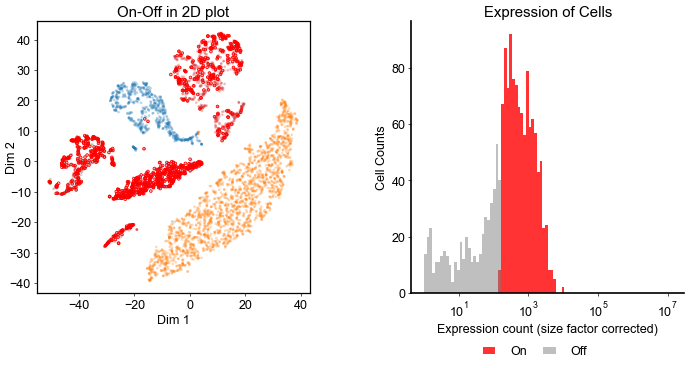 On-Off in 2D plot
Dim 2
40
30
20
10
0
−10
−20
−30
−40
−40 −20 0 20 40
Dim 1
Expression of Cells
Cell Counts
80
60
40
20
0
10^1 10^3 10^5 10^7
Expression count (size factor corrected)
On Off